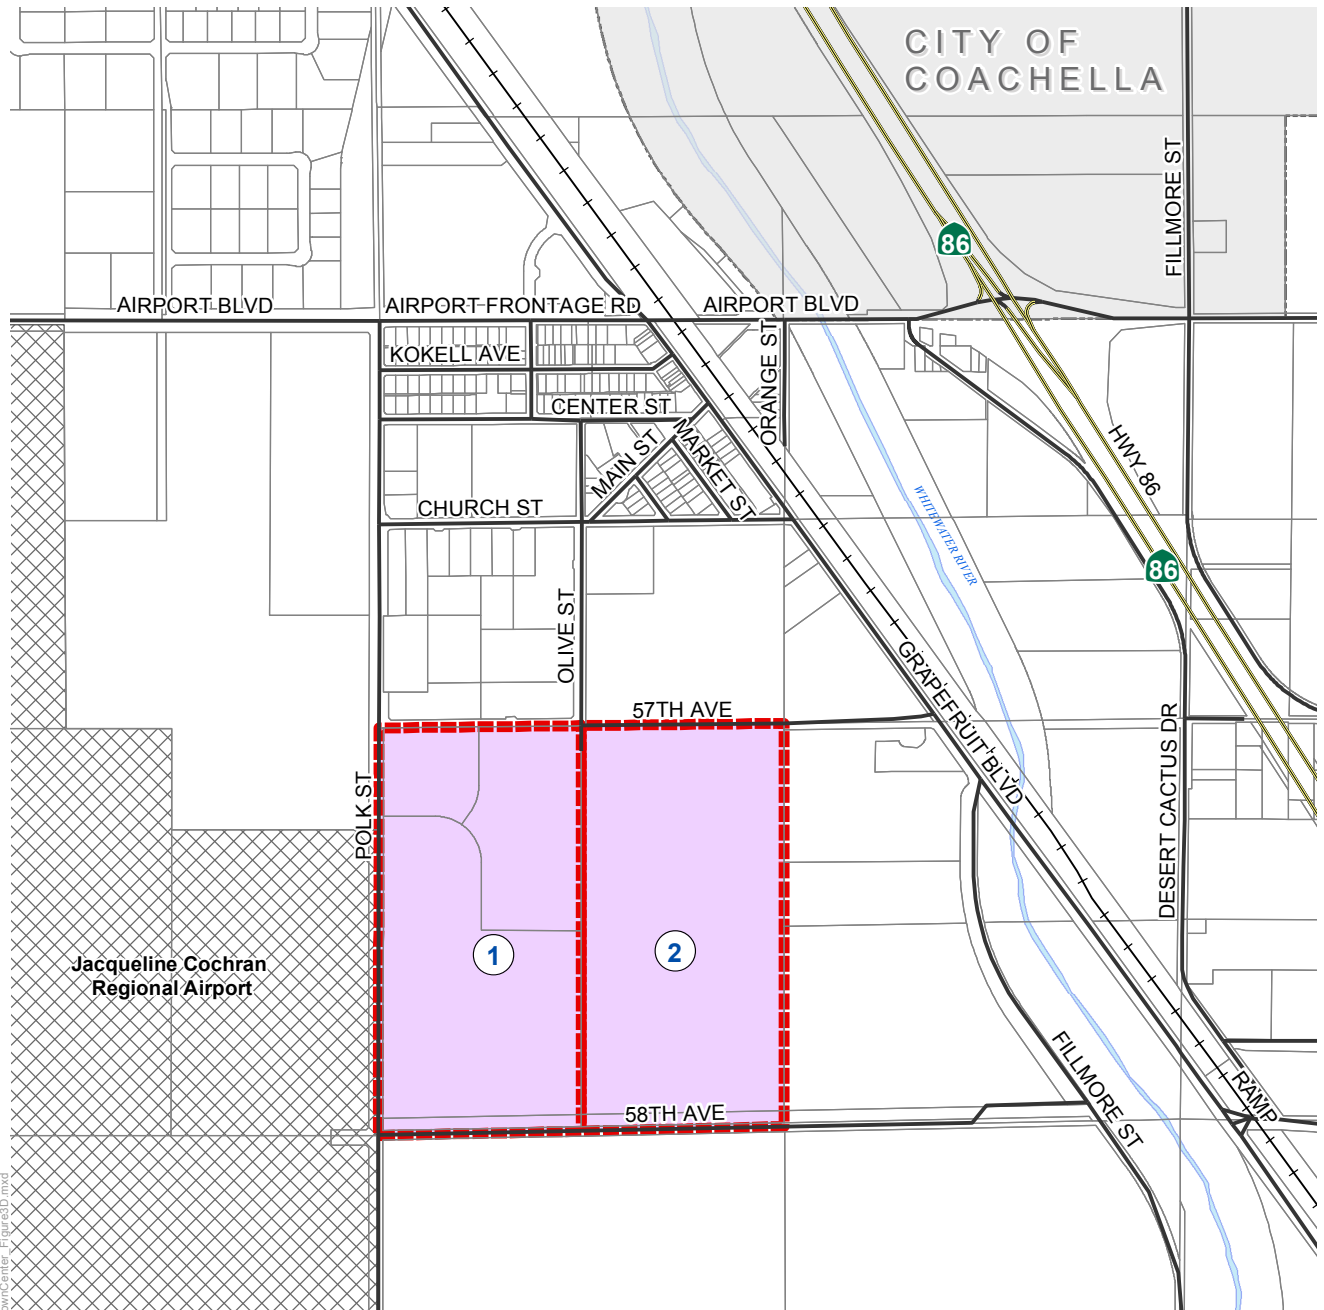 CITY OF
COACHELLA
FILLMORE ST
86
AIRPORT BLVD
AIRPORT FRONTAGE RD
AIRPORT BLVD
KOKELL AVE
ORANGE ST
CENTER ST
MAIN ST
MARKET ST
HWY 86
CHURCH ST
WHITEWATER RIVER
86
OLIVE ST
GRAPEFRUIT BLVD
57TH AVE
DESERT CACTUS DR
POLK ST
1
2
Jacqueline Cochran
Regional Airport
58TH AVE
FILLMORE ST
RAMP
ownCenter_Figure3D.mxd